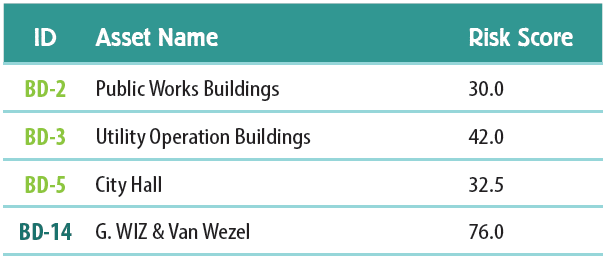 ID Asset Name Risk Score
BD-2 Public Works Buildings 30.0
BD-3 Utility Operation Buildings 42.0
BD-5 City Hall 32.5
BD-14 G. WIZ & Van Wezel 76.0